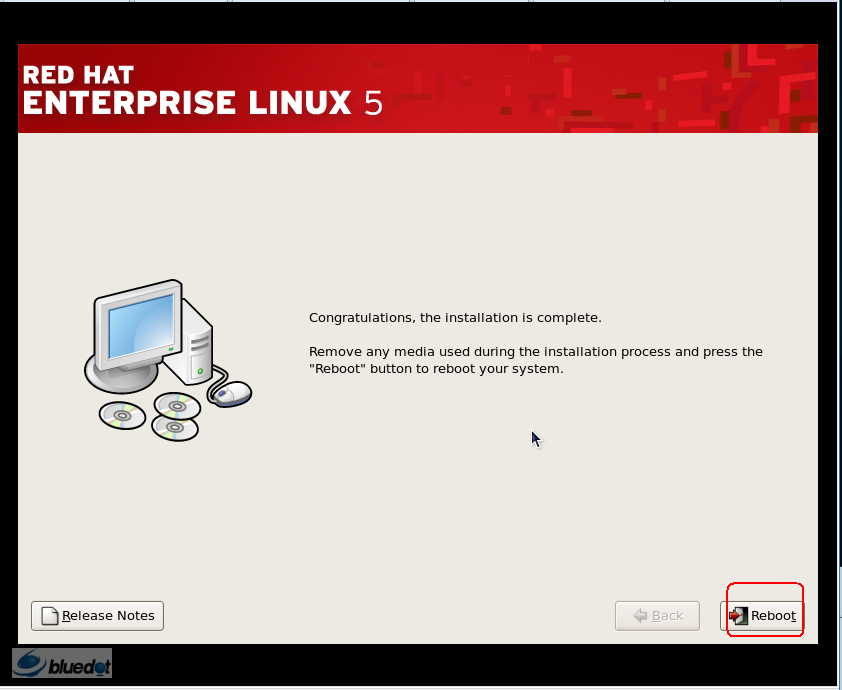 RED HAT
ENTERPRISE LINUX 5
Congratulations, the installation is complete.
Remove any media used during the installation process and press the
"Reboot" button to reboot your system.
Release Notes
Back
Reboot
bluedot